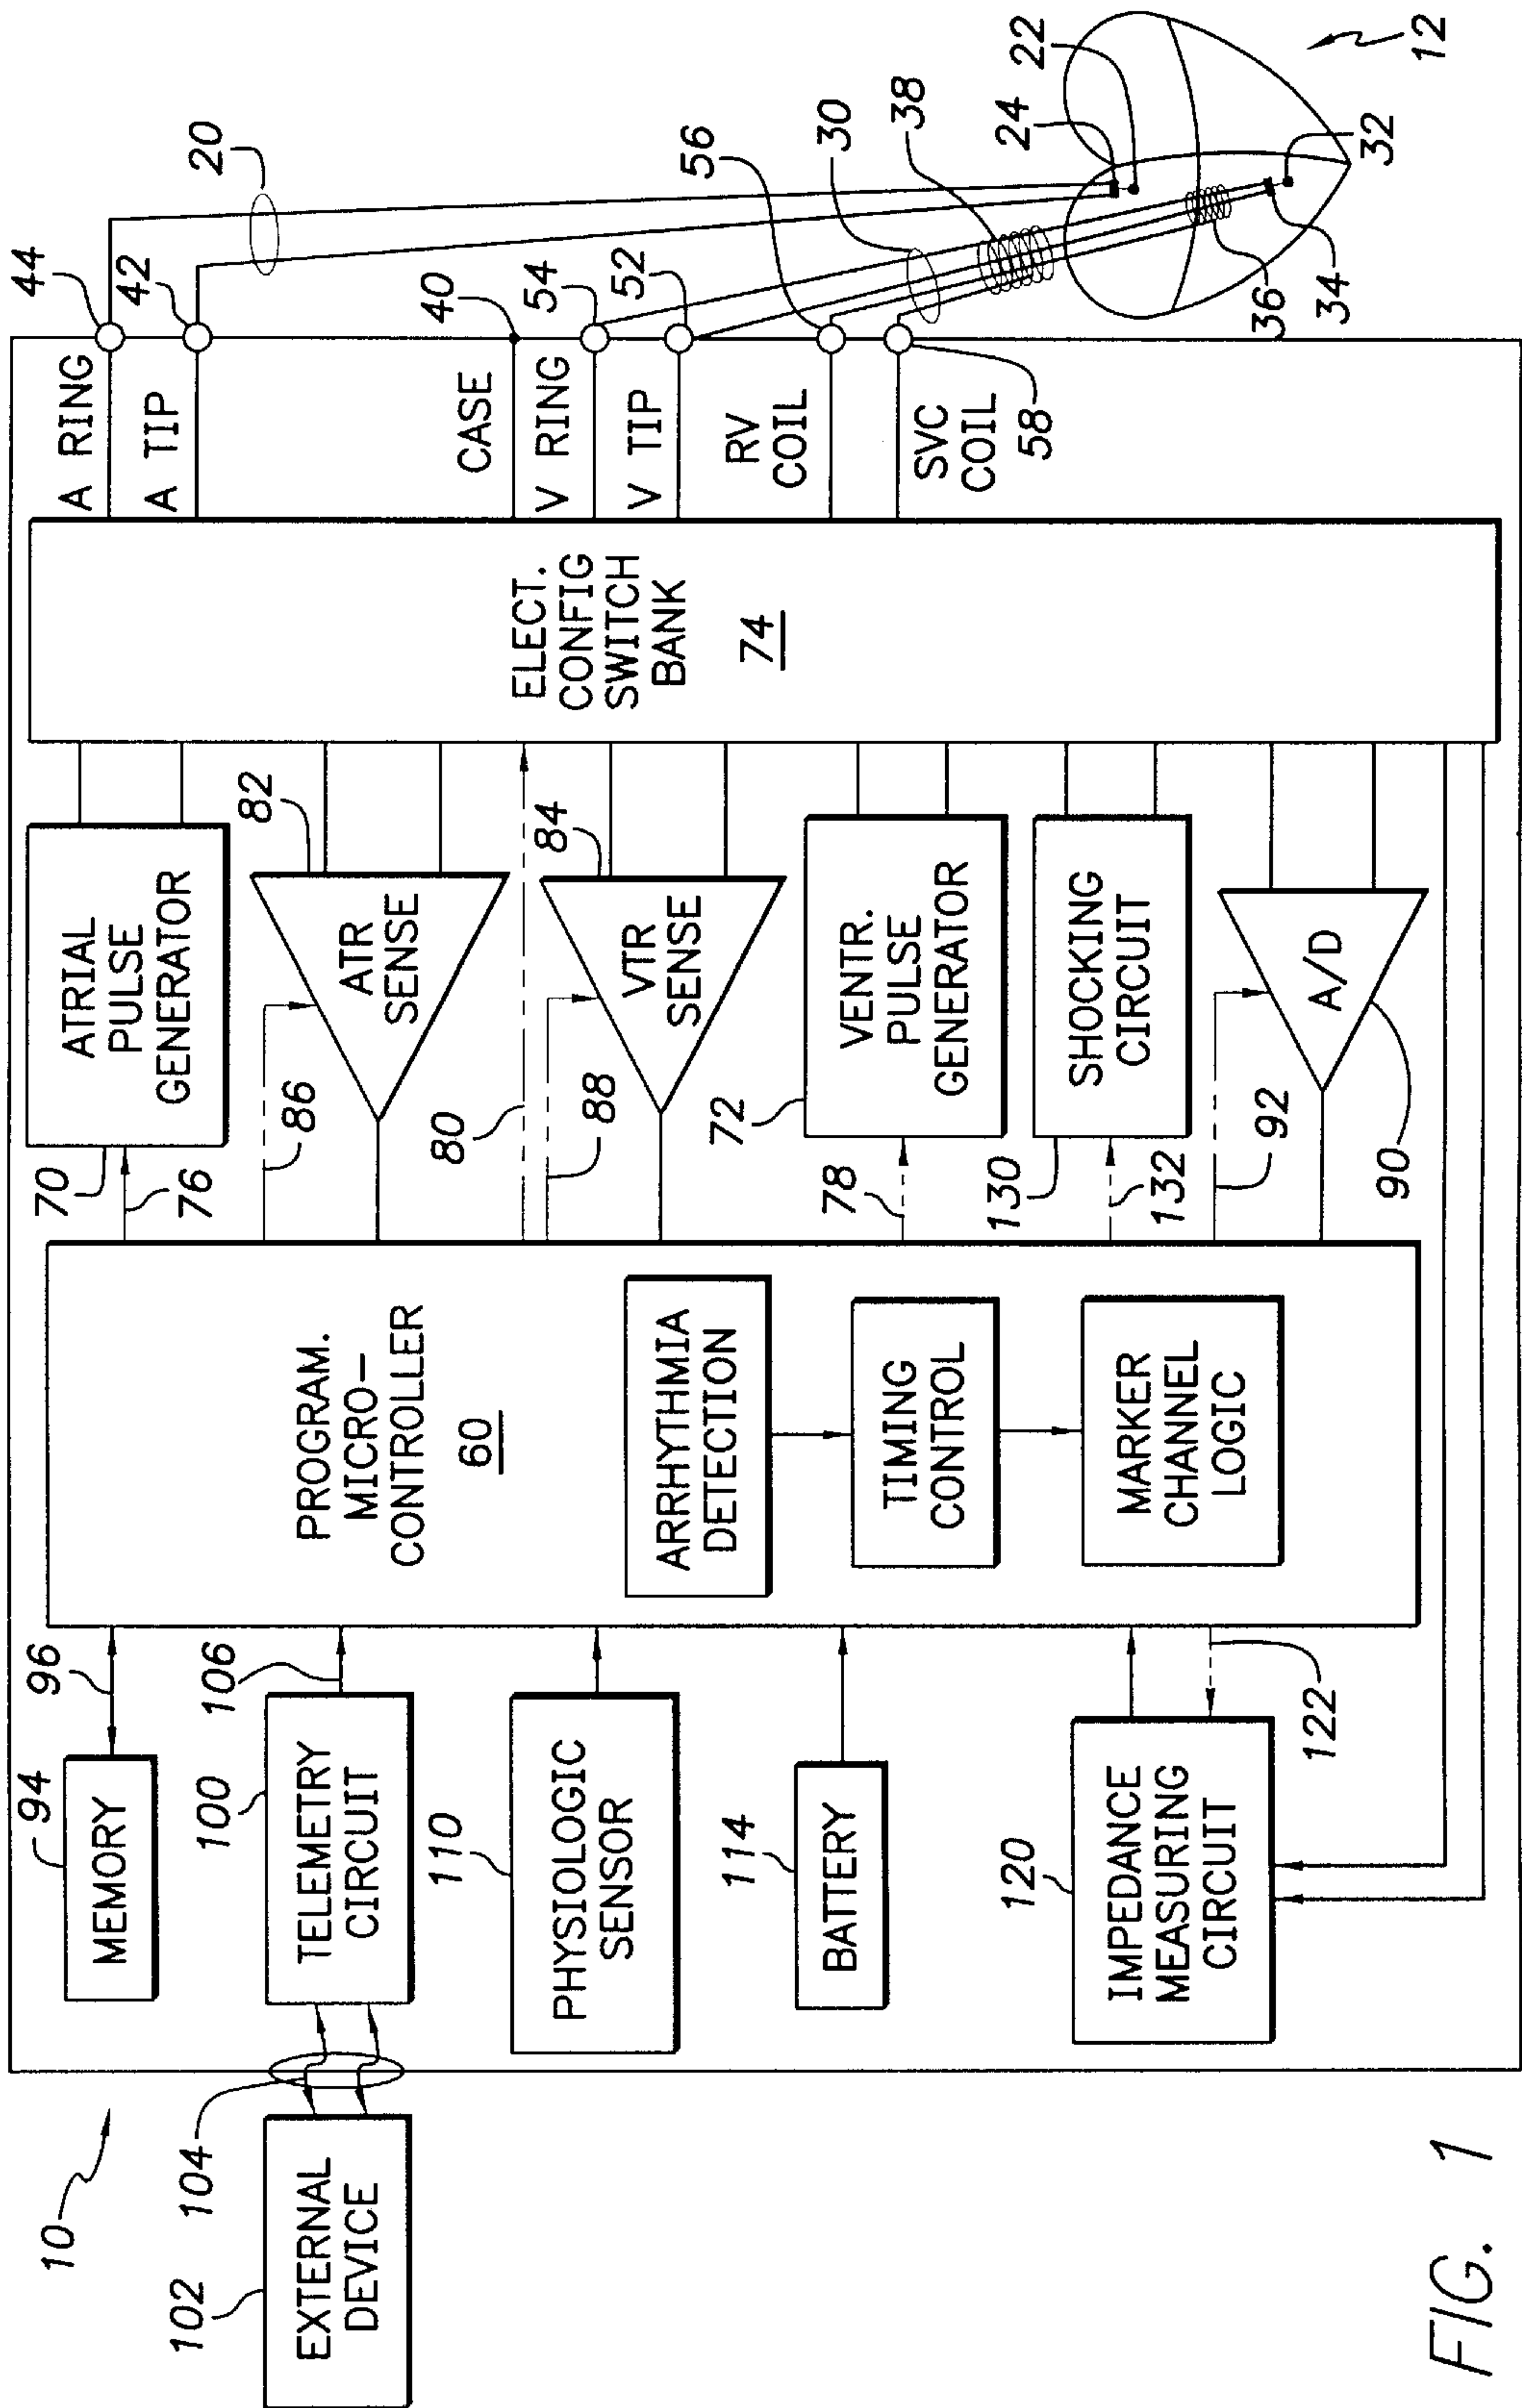 10
102
EXTERNAL
DEVICE
104
94
MEMORY
96
100
TELEMETRY
CIRCUIT
106
110
PHYSIOLOGIC
SENSOR
114
BATTERY
120
IMPEDANCE
MEASURING
CIRCUIT
122
PROGRAM.
MICRO-
CONTROLLER
60
ARRHYTHMIA
DETECTION
TIMING
CONTROL
MARKER
CHANNEL
LOGIC
70
76
ATRIAL
PULSE
GENERATOR
86
82
ATR
SENSE
80
88
84
VTR
SENSE
72
78
VENTR.
PULSE
GENERATOR
130
132
SHOCKING
CIRCUIT
92
A/D
90
ELECT.
CONFIG
SWITCH
BANK
74
A RING
44
A TIP
42
20
CASE
40
V RING
54
V TIP
52
RV
COIL
56
SVC
COIL
58
30
38
24
22
36
34
32
12
FIG. 1